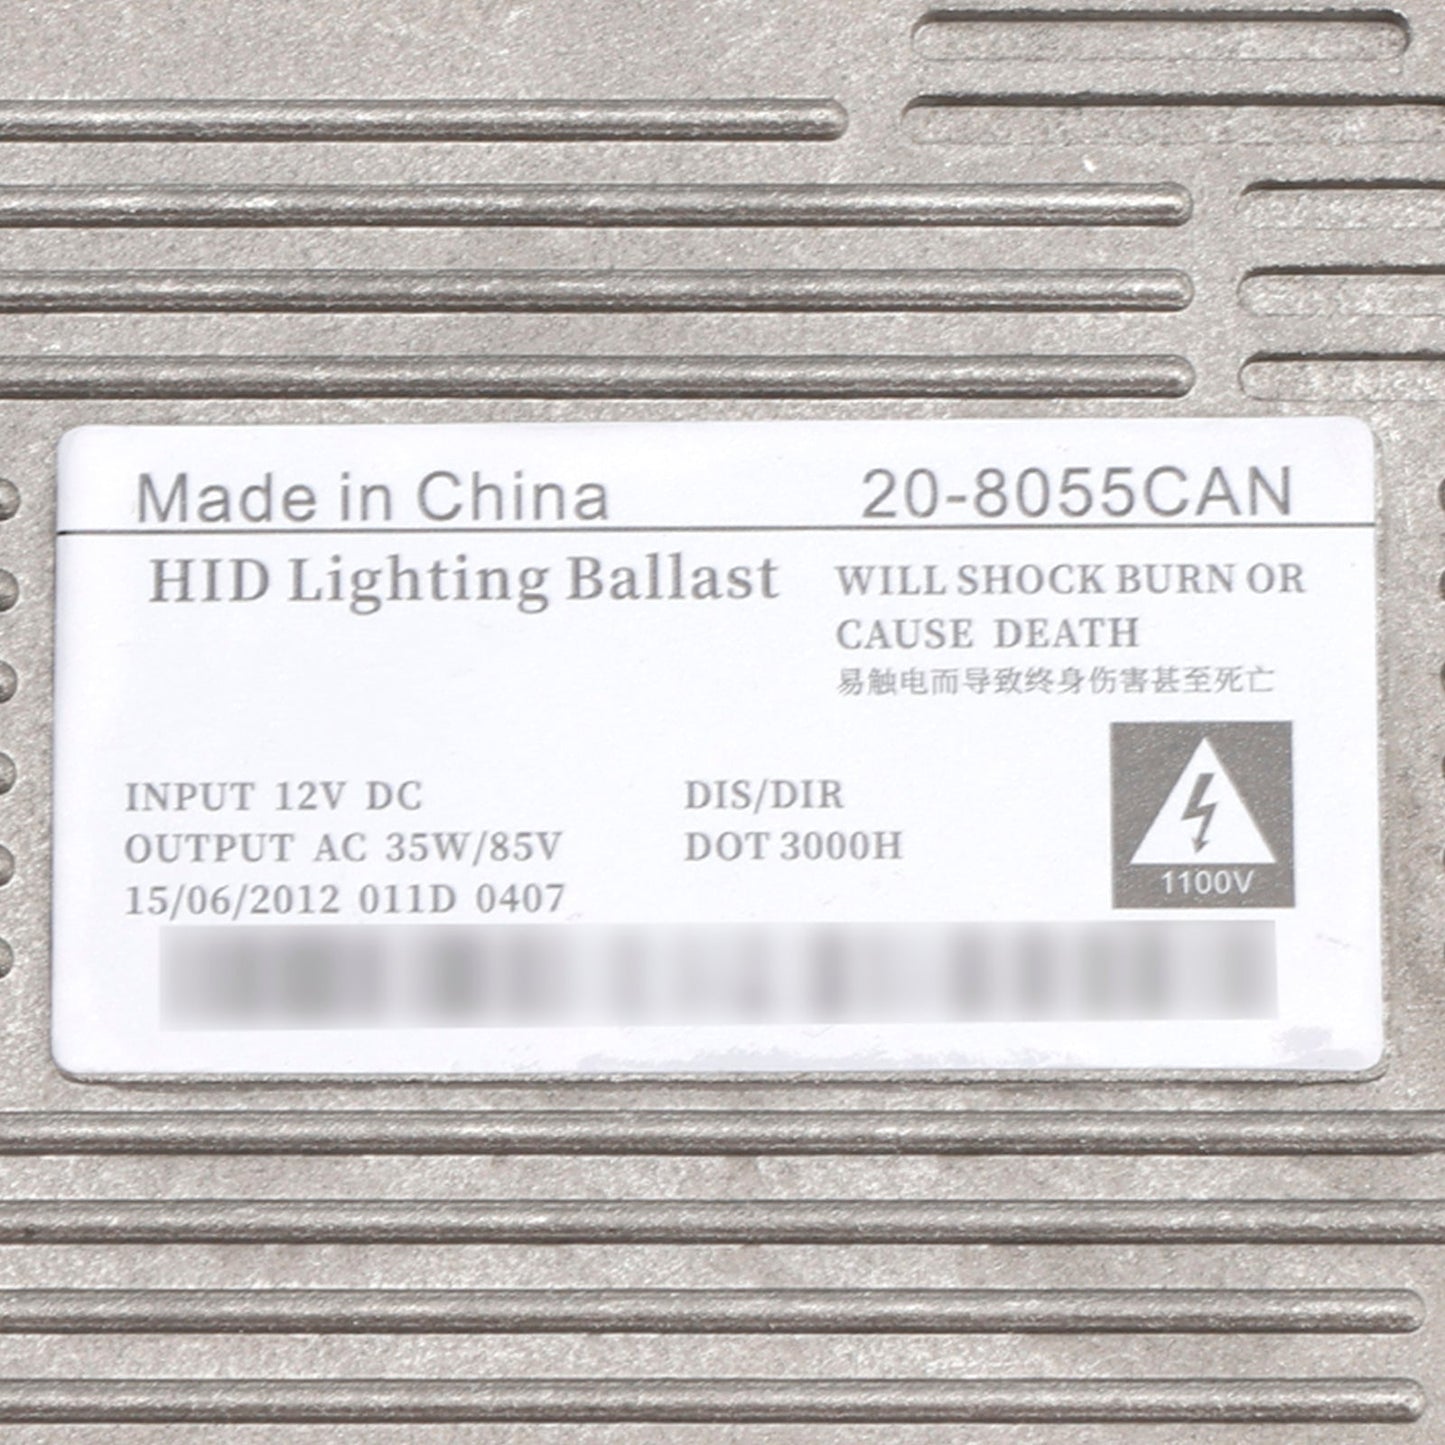 Made in China 20-8055CAN
HID Lighting Ballast
WILL SHOCK BURN OR
CAUSE DEATH
易触电而导致终身伤害甚至死亡
INPUT 12V DC
OUTPUT AC 35W/85V
15/06/2012 011D 0407
DIS/DIR
DOT 3000H
1100V